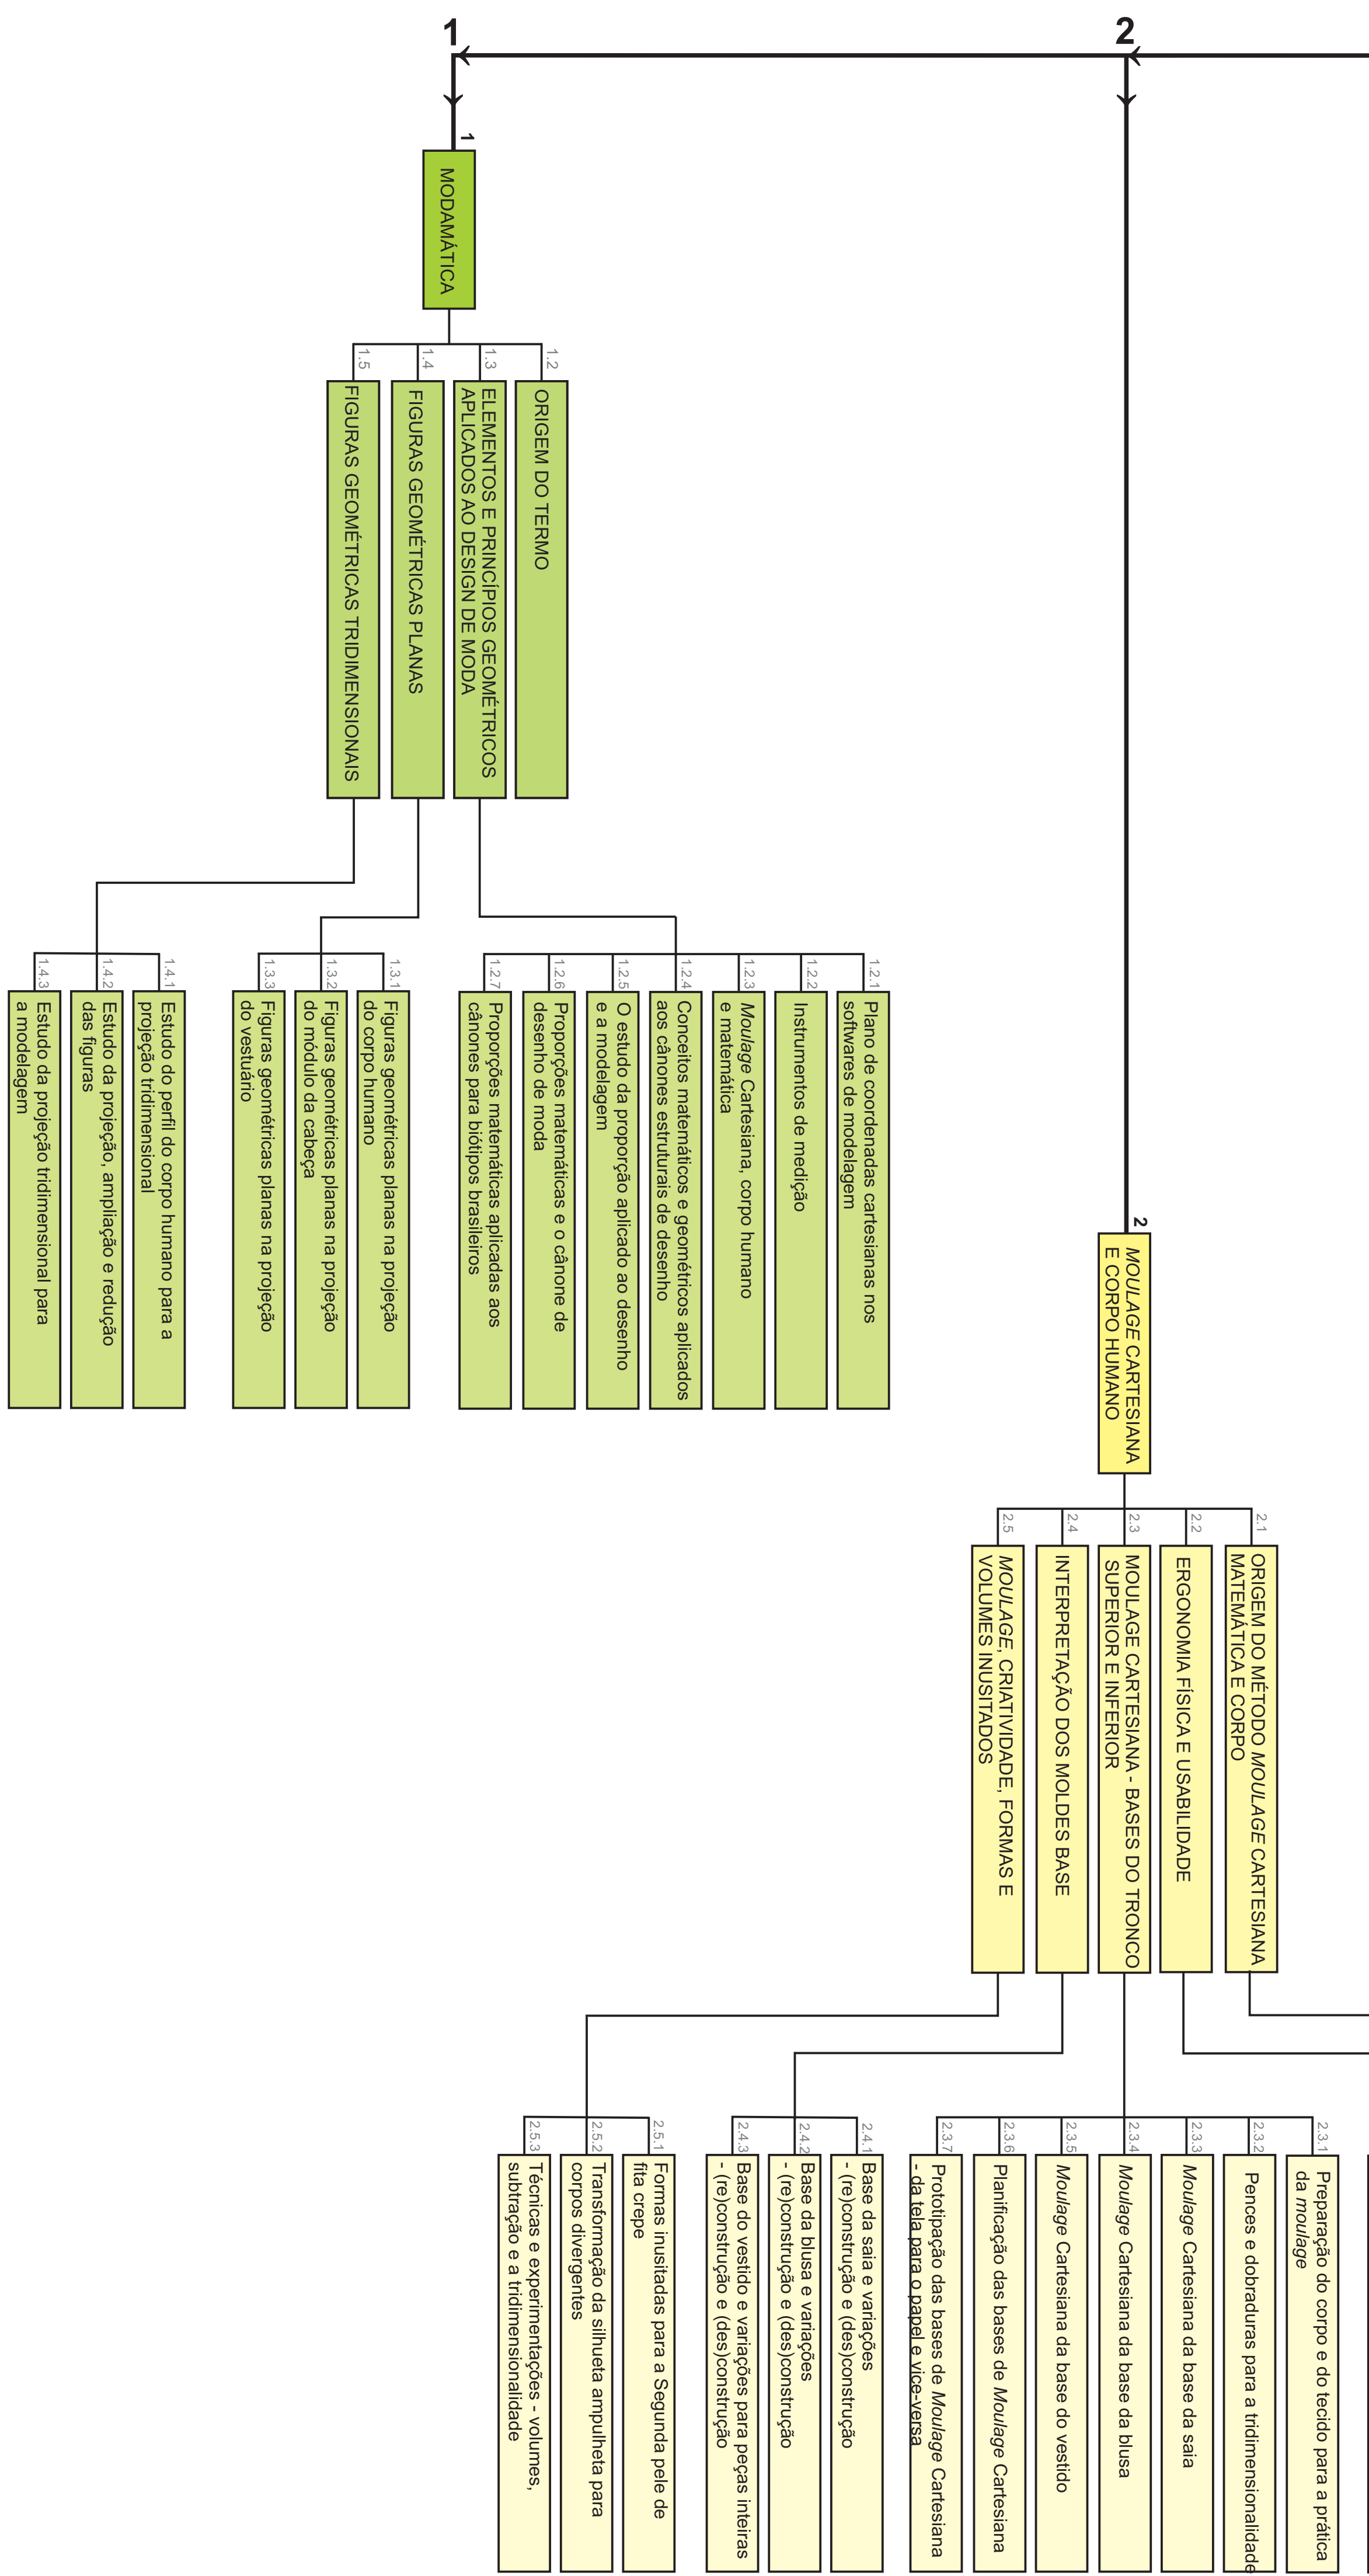 1
1
MODAMÁTICA
1.2
ORIGEM DO TERMO
1.3
ELEMENTOS E PRINCÍPIOS GEOMÉTRICOS
APLICADOS AO DESIGN DE MODA
1.4
FIGURAS GEOMÉTRICAS PLANAS
1.5
FIGURAS GEOMÉTRICAS TRIDIMENSIONAIS
1.2.1
Plano de coordenadas cartesianas nos
softwares de modelagem
1.2.2
Instrumentos de medição
1.2.3
Moulage Cartesiana, corpo humano
e matemática
1.2.4
Conceitos matemáticos e geométricos aplicados
aos cânones estruturais de desenho
1.2.5
O estudo da proporção aplicado ao desenho
e a modelagem
1.2.6
Proporções matemáticas e o cânone de
desenho de moda
1.2.7
Proporções matemáticas aplicadas aos
cânones para biótipos brasileiros
1.3.1
Figuras geométricas planas na projeção
do corpo humano
1.3.2
Figuras geométricas planas na projeção
do módulo da cabeça
1.3.3
Figuras geométricas planas na projeção
do vestuário
1.4.1
Estudo do perfil do corpo humano para a
projeção tridimensional
1.4.2
Estudo da projeção, ampliação e redução
das figuras
1.4.3
Estudo da projeção tridimensional para
a modelagem
2
2
MOULAGE CARTESIANA
E CORPO HUMANO
2.1
ORIGEM DO MÉTODO MOULAGE CARTESIANA
MATEMÁTICA E CORPO
2.2
ERGONOMIA FÍSICA E USABILIDADE
2.3
MOULAGE CARTESIANA - BASES DO TRONCO
SUPERIOR E INFERIOR
2.4
INTERPRETAÇÃO DOS MOLDES BASE
2.5
MOULAGE, CRIATIVIDADE, FORMAS E
VOLUMES INUSITADOS
2.3.1
Preparação do corpo e do tecido para a prática
da moulage
2.3.2
Pences e dobraduras para a tridimensionalidade
2.3.3
Moulage Cartesiana da base da saia
2.3.4
Moulage Cartesiana da base da blusa
2.3.5
Moulage Cartesiana da base do vestido
2.3.6
Planificação das bases de Moulage Cartesiana
2.3.7
Prototipação das bases de Moulage Cartesiana
- da tela para o papel e vice-versa
2.4.1
Base da saia e variações
- (re)construção e (des)construção
2.4.2
Base da blusa e variações
- (re)construção e (des)construção
2.4.3
Base do vestido e variações para peças inteiras
- (re)construção e (des)construção
2.5.1
Formas inusitadas para a Segunda pele de
fita crepe
2.5.2
Transformação da silhueta ampulheta para
corpos divergentes
2.5.3
Técnicas e experimentações - volumes,
subtração e a tridimensionalidade